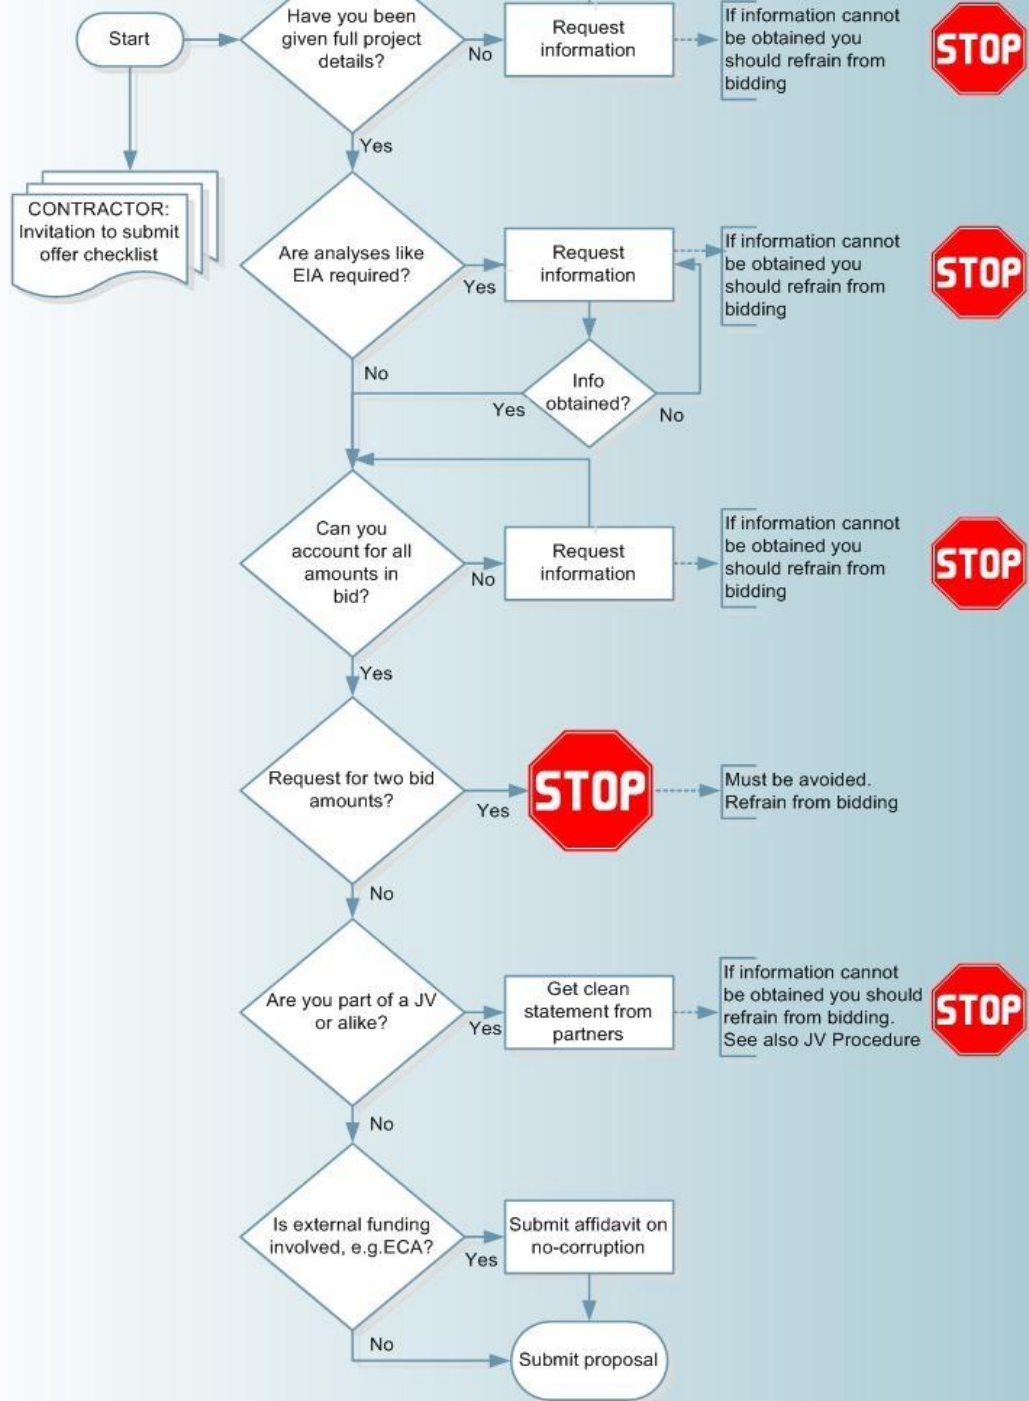 Start
Have you been
given full project
details?
No
Request
information
If information cannot
be obtained you
should refrain from
bidding
STOP
Yes
CONTRACTOR:
Invitation to submit
offer checklist
Are analyses like
EIA required?
Yes
Request
information
If information cannot
be obtained you
should refrain from
bidding
STOP
No
Info
obtained?
Yes
No
Can you
account for all
amounts in
bid?
No
Request
information
If information cannot
be obtained you
should refrain from
bidding
STOP
Yes
Request for two bid
amounts?
Yes
STOP
Must be avoided.
Refrain from bidding
No
Are you part of a JV
or alike?
Yes
Get clean
statement from
partners
If information cannot
be obtained you should
refrain from bidding.
See also JV Procedure
STOP
No
Is external funding
involved, e.g.ECA?
Yes
Submit affidavit on
no-corruption
No
Submit proposal